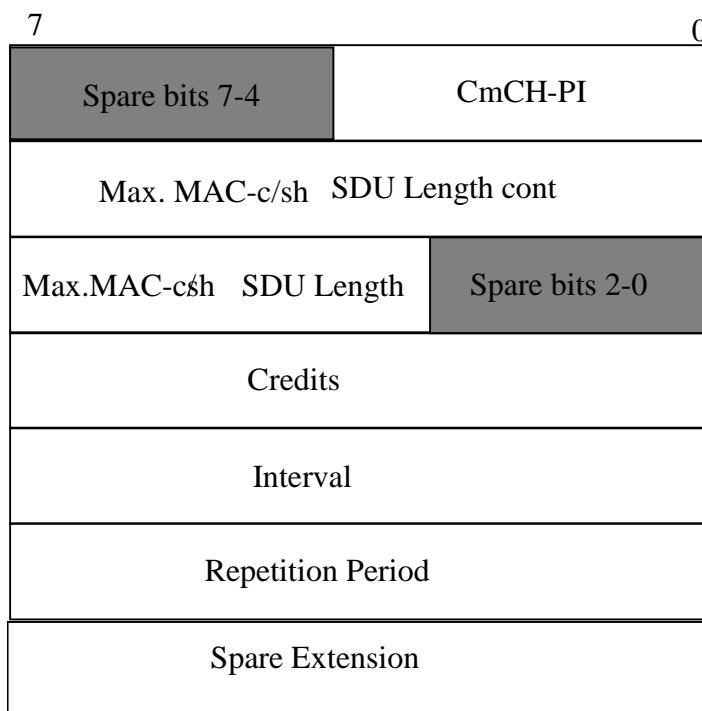 7 0
Spare bits 7-4 CmCH-PI
Max. MAC-c/sh SDU Length cont
Max.MAC-c/sh SDU Length Spare bits 2-0
Credits
Interval
Repetition Period
Spare Extension